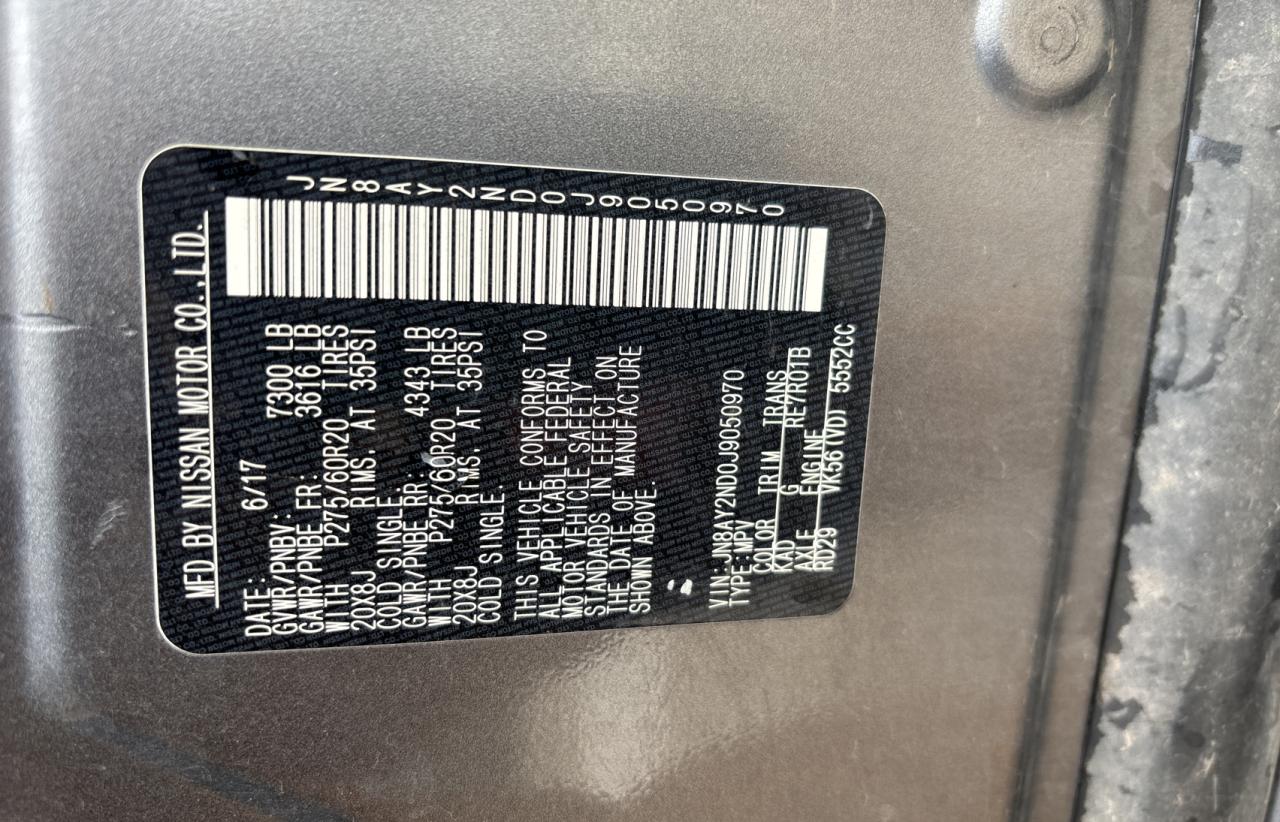 MFD BY NISSAN MOTOR CO.,LTD.
JN8AY2ND0J9050970
DATE: 6/17
GVWR/PNBV: 7300 LB
GAWR/PNBE FR: 3616 LB
WITH P275/60R20 TIRES
20X8J RIMS. AT 35PSI
COLD SINGLE.
GAWR/PNBE RR: 4343 LB
WITH P275/60R20 TIRES
20X8J RIMS. AT 35PSI
COLD SINGLE.
THIS VEHICLE CONFORMS TO
ALL APPLICABLE FEDERAL
MOTOR VEHICLE SAFETY
STANDARDS IN EFFECT ON
THE DATE OF MANUFACTURE
SHOWN ABOVE.
VIN:JN8AY2ND0J9050970
TYPE:MPV
COLOR TRIM TRANS
KAD G RE7R01B
AXLE ENGINE
RD29 VK56(VD) 5552CC